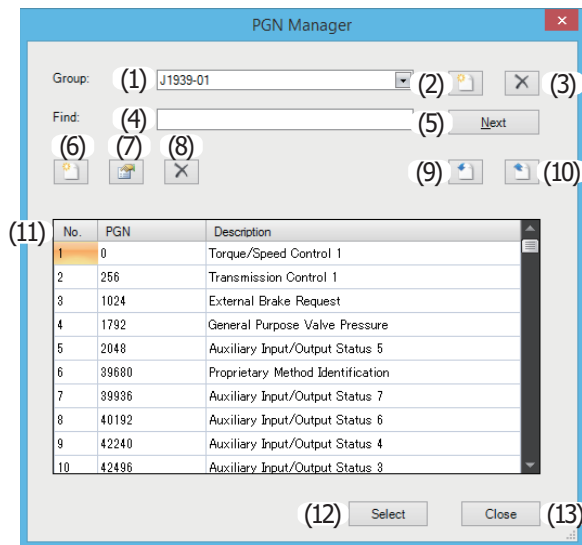 PGN Manager
Group: (1) J1939-01 (2) (3)
Find: (4) (5) Next
(6) (7) (8) (9) (10)
(11) No. PGN Description
1 0 Torque/Speed Control 1
2 256 Transmission Control 1
3 1024 External Brake Request
4 1792 General Purpose Valve Pressure
5 2048 Auxiliary Input/Output Status 5
6 39680 Proprietary Method Identification
7 39936 Auxiliary Input/Output Status 7
8 40192 Auxiliary Input/Output Status 6
9 42240 Auxiliary Input/Output Status 4
10 42496 Auxiliary Input/Output Status 3
(12) Select Close (13)